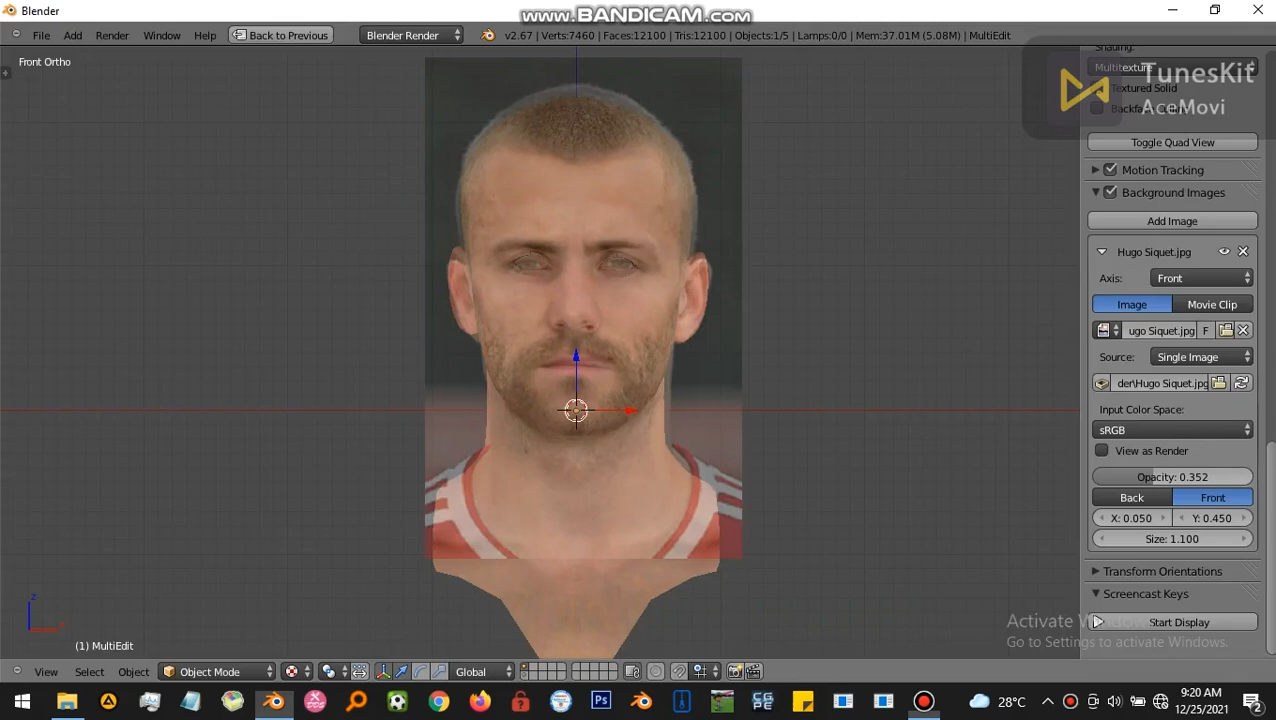 Blender
www.BANDICAM.com
File Add Render Window Help Back to Previous Blender Render v2.67 | Verts:7460 | Faces:12100 | Tris:12100 | Objects:1/5 | Lamps:0/0 | Mem:37.01M (5.08M) | MultiEdit
Front Ortho
Shading:
Multitexture
TunesKit
Textured Solid
AceMovi
Toggle Quad View
Motion Tracking
Background Images
Add Image
Hugo Siquet.jpg
Axis: Front
Image Movie Clip
ugo Siquet.jpg F
Source: Single Image
der\Hugo Siquet.jpg
Input Color Space:
sRGB
View as Render
Opacity: 0.352
Back Front
X: 0.050 Y: 0.450
Size: 1.100
Transform Orientations
Screencast Keys
Start Display
Activate Windows
Go to Settings to activate Windows.
z
x
(1) MultiEdit
View Select Object Object Mode Global
Ps
CG
PE
28°C
9:20 AM
12/25/2021
2